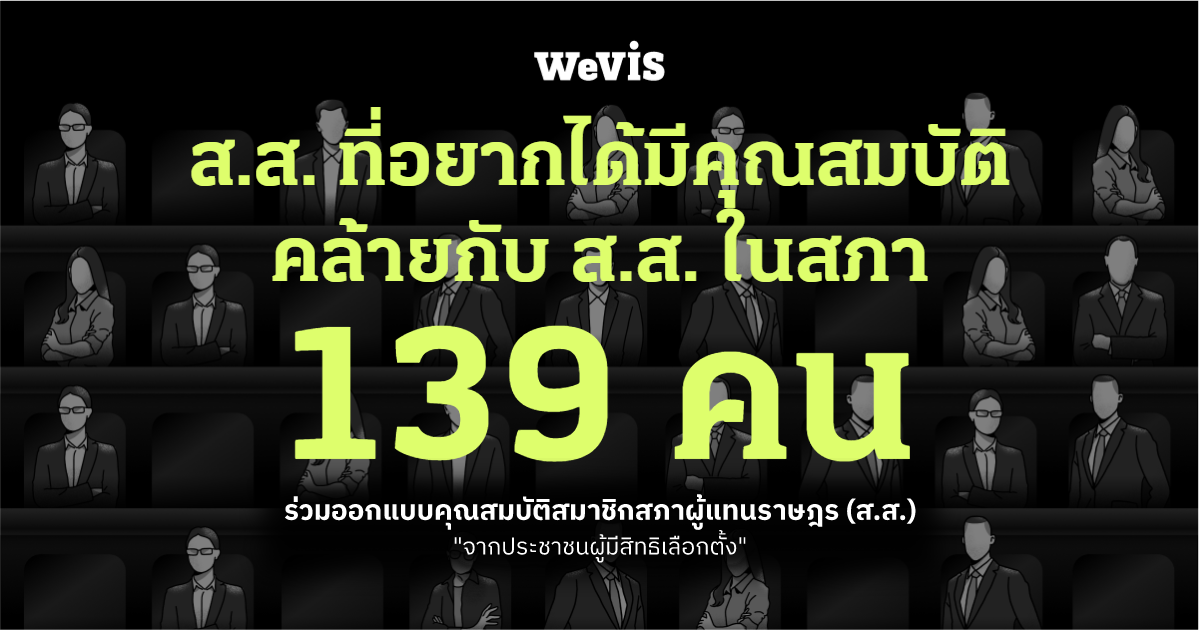 WeVIS
ส.ส. ที่อยากได้มีคุณสมบัติ
คล้ายกับ ส.ส. ในสภา
139 คน
ร่วมออกแบบคุณสมบัติสมาชิกสภาผู้แทนราษฎร (ส.ส.)
"จากประชาชนผู้มีสิทธิเลือกตั้ง"